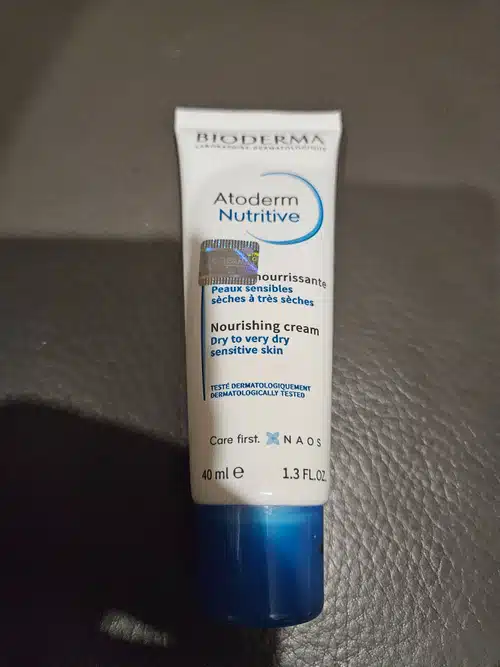 BIODERMA
LABORATOIRE DERMATOLOGIQUE
Atoderm
Nutritive
nourrissante
Peaux sensibles
sèches à très sèches
Nourishing cream
Dry to very dry
sensitive skin
TESTÉ DERMATOLOGIQUEMENT
DERMATOLOGICALLY TESTED
Care first. NAOS
40 ml e 1.3 FL.OZ.